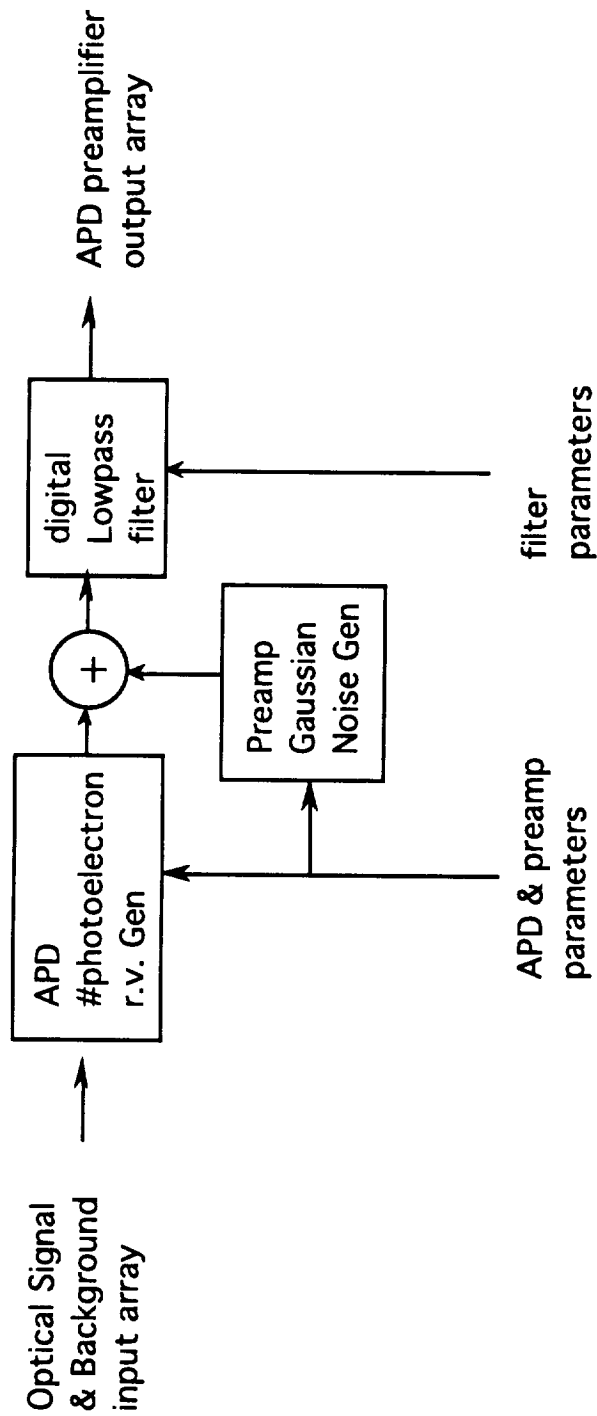 Optical Signal
& Background
input array
APD
#photoelectron
r.v. Gen
+
Preamp
Gaussian
Noise Gen
digital
Lowpass
filter
APD preamplifier
output array
APD & preamp
parameters
filter
parameters